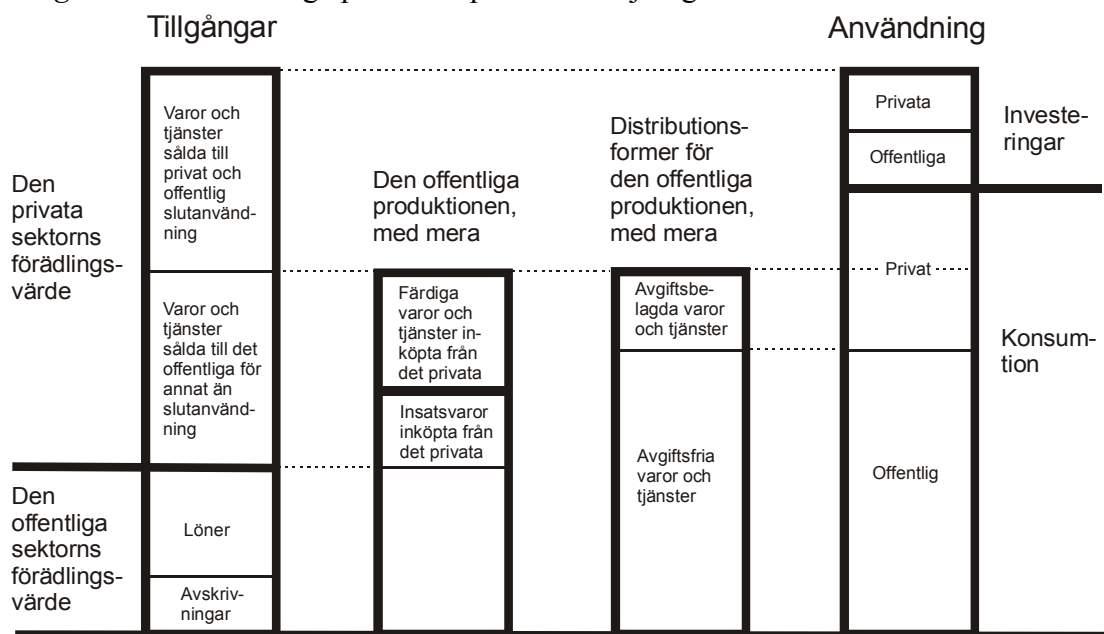 Tillgångar
Användning
Varor och
tjänster
sålda till
privat och
offentlig
slutanvänd-
ning
Varor och
tjänster
sålda till det
offentliga för
annat än
slutanvänd-
ning
Löner
Avskriv-
ningar
Den
privata
sektorns
förädlings-
värde
Den
offentliga
sektorns
förädlings-
värde
Den offentliga
produktionen,
med mera
Färdiga
varor och
tjänster in-
köpta från
det privata
Insatsvaror
inköpta från
det privata
Distributions-
former för
den offentliga
produktionen,
med mera
Avgiftsbe-
lagda varor
och tjänster
Avgiftsfria
varor och
tjänster
Privata
Offentliga
Privat
Offentlig
Investe-
ringar
Konsum-
tion